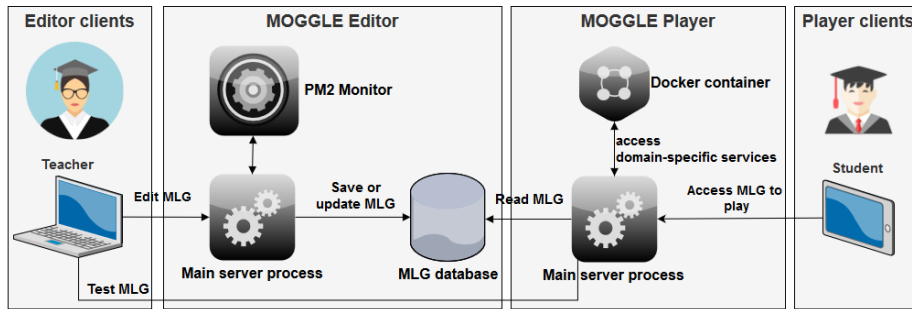 Editor clients
MOGGLE Editor
MOGGLE Player
Player clients
PM2 Monitor
Docker container
Teacher
access
domain-specific services
Student
Edit MLG
Save or
update MLG
Read MLG
Access MLG to
play
Main server process
MLG database
Main server process
Test MLG